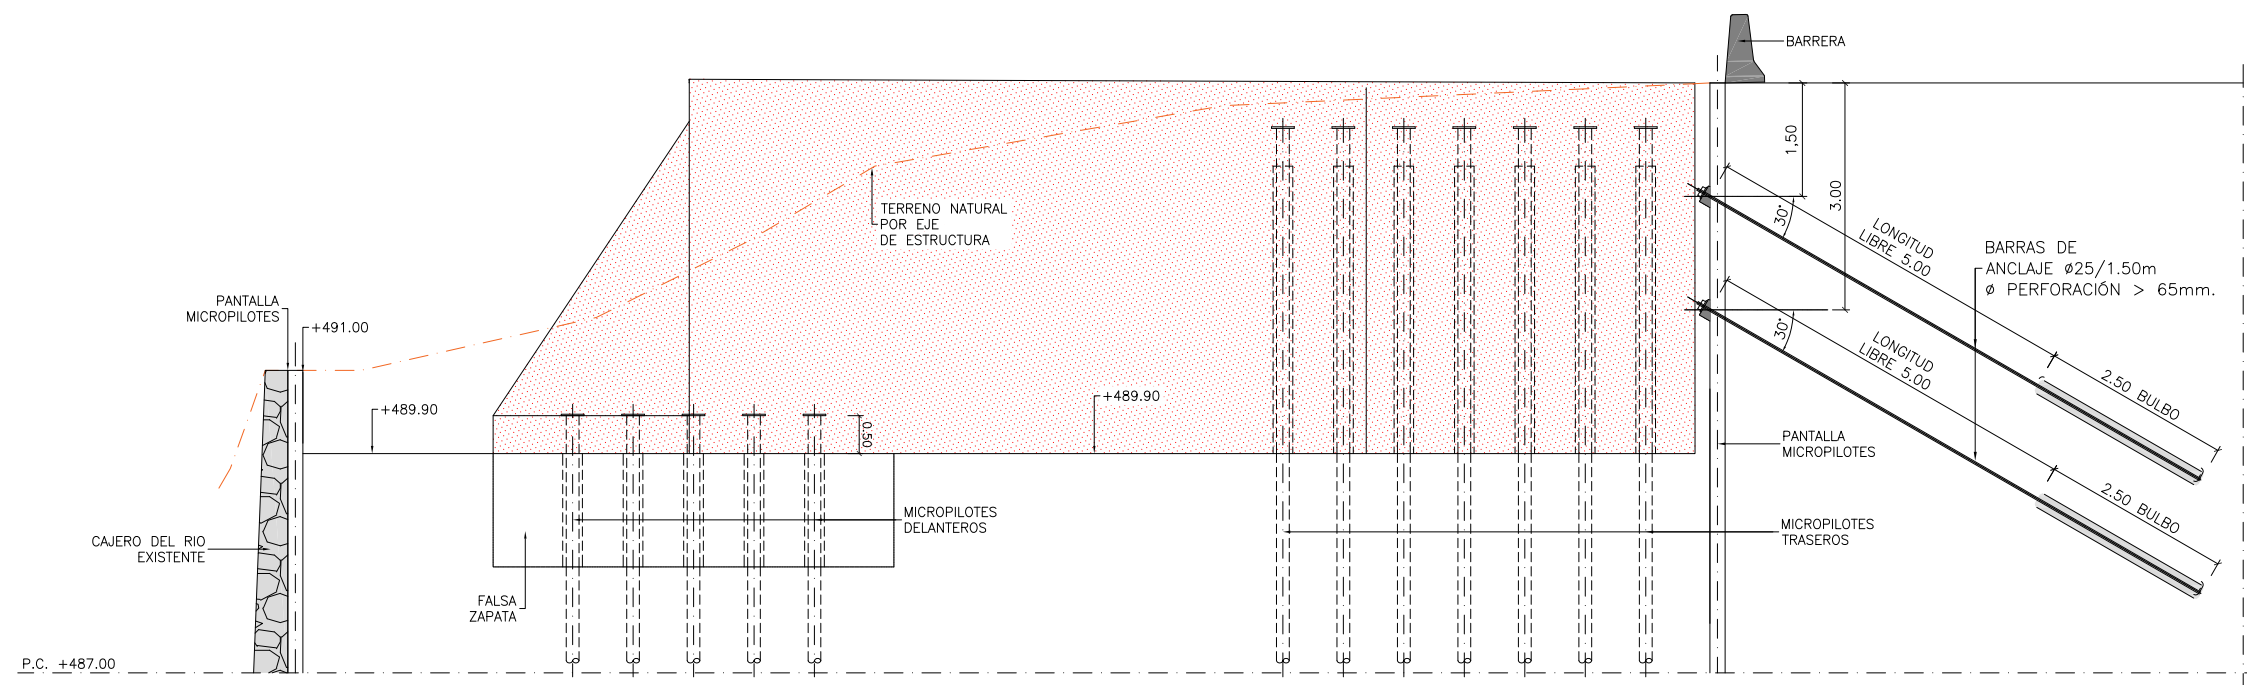 BARRERA
1,50
3.00
TERRENO NATURAL
POR EJE
DE ESTRUCTURA
30°
LONGITUD
LIBRE 5.00
BARRAS DE
ANCLAJE ø25/1.50m
ø PERFORACIÓN > 65mm.
PANTALLA
MICROPILOTES
+491.00
30°
LONGITUD
LIBRE 5.00
2.50 BULBO
+489.90
+489.90
0.50
PANTALLA
MICROPILOTES
2.50 BULBO
MICROPILOTES
DELANTEROS
MICROPILOTES
TRASEROS
CAJERO DEL RIO
EXISTENTE
FALSA
ZAPATA
P.C. +487.00